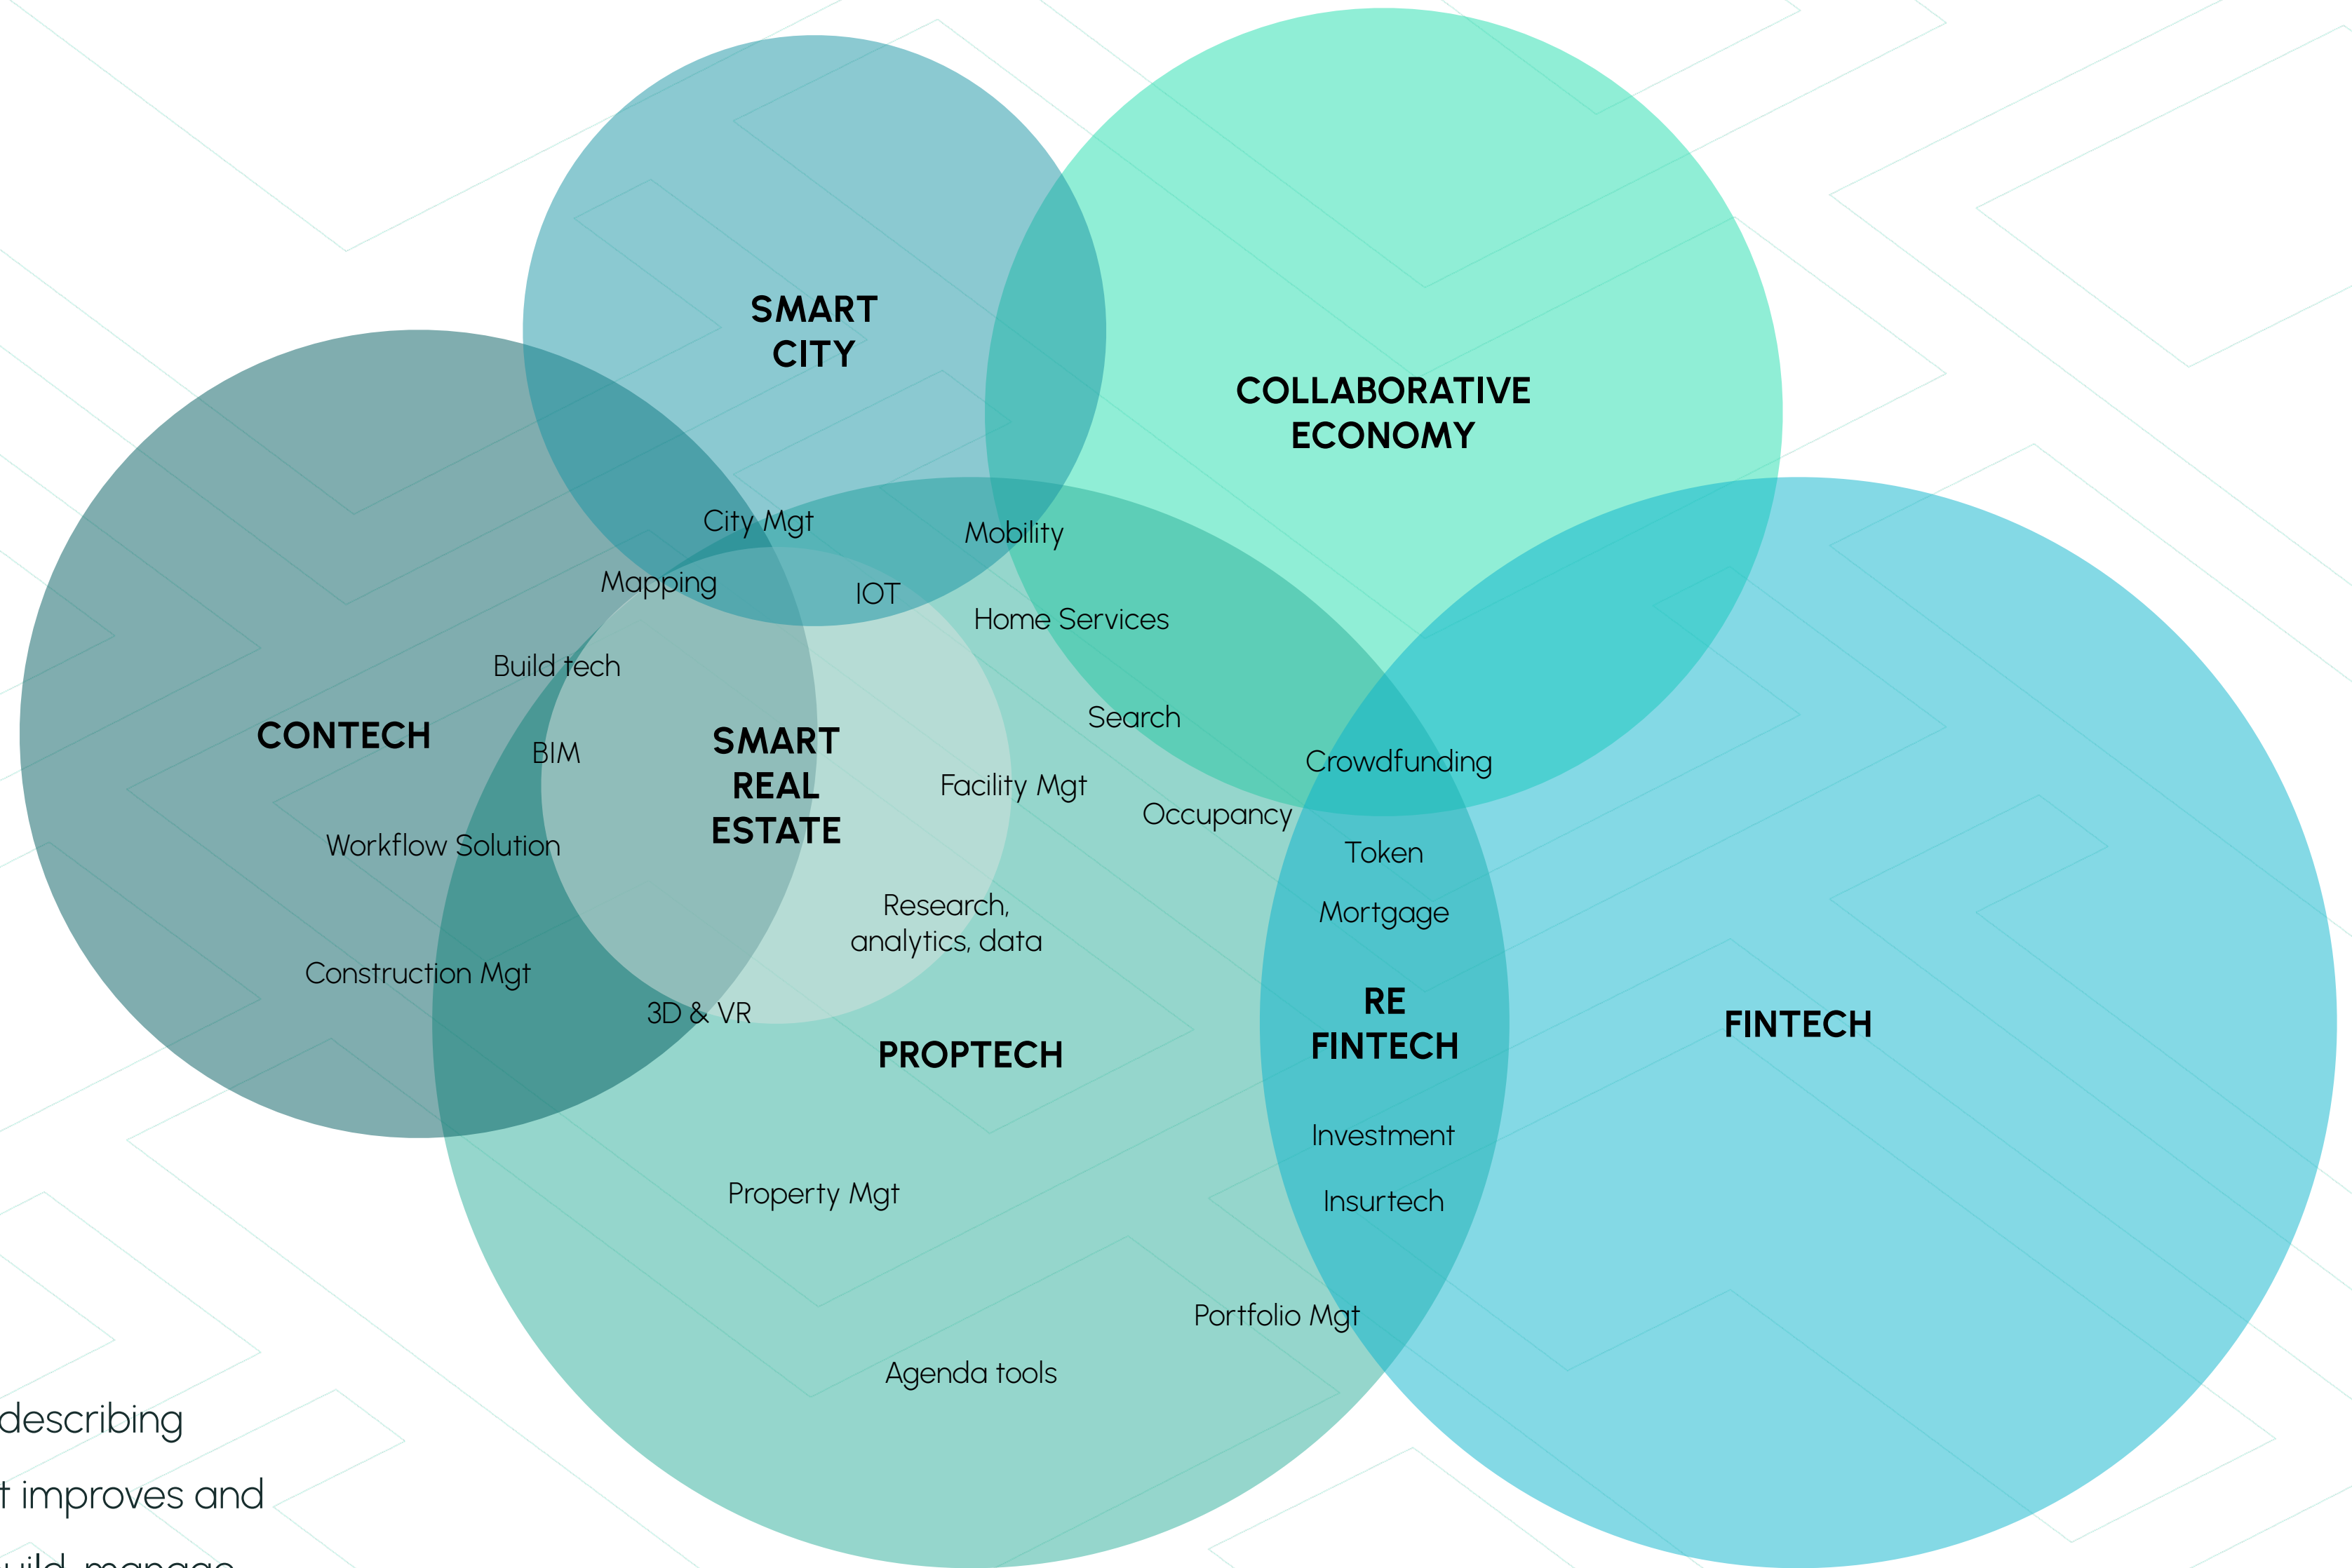 SMART
CITY
COLLABORATIVE
ECONOMY
City Mgt
Mobility
Mapping
IOT
Home Services
Build tech
Search
CONTECH
BIM
SMART
REAL
ESTATE
Crowdfunding
Facility Mgt
Occupancy
Workflow Solution
Token
Research,
analytics, data
Mortgage
Construction Mgt
3D & VR
RE
FINTECH
FINTECH
PROPTECH
Investment
Property Mgt
Insurtech
Portfolio Mgt
Agenda tools
describing
t improves and
uild, manage